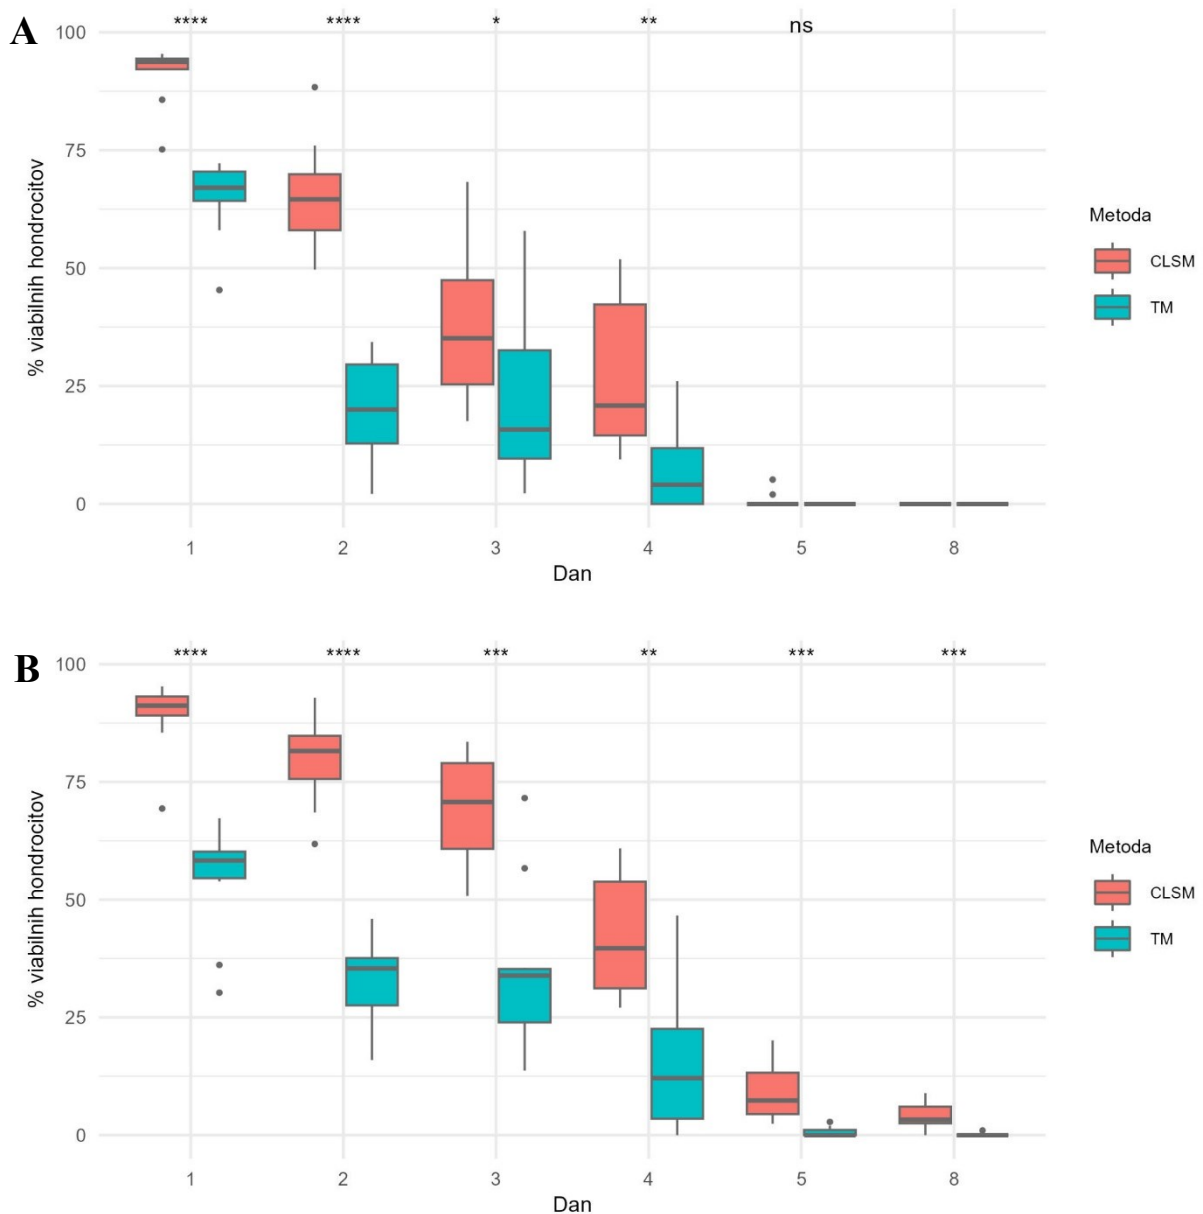 A
**** **** * ** ns
% viabilnih hondrocitov
100
75
50
25
0
1 2 3 4 5 8
Dan
Metoda
CLSM
TM
B
**** **** *** ** *** ***
% viabilnih hondrocitov
100
75
50
25
0
1 2 3 4 5 8
Dan
Metoda
CLSM
TM